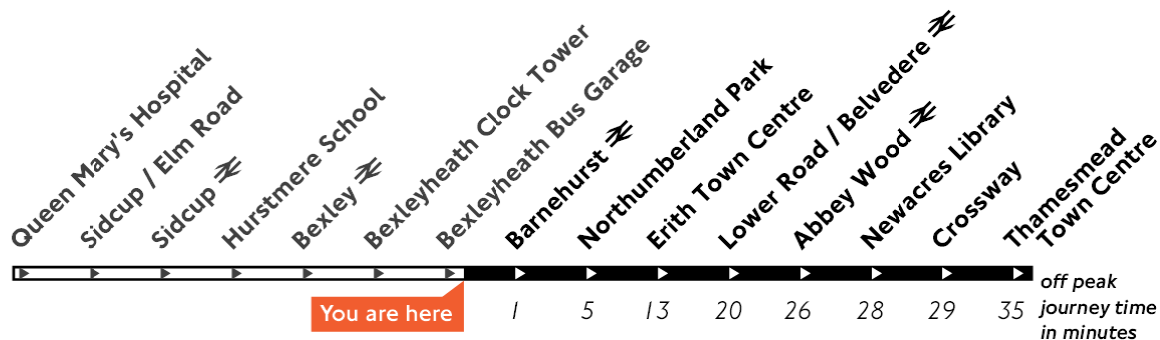 Queen Mary's Hospital
Sidcup / Elm Road
Sidcup
Hurstmere School
Bexley
Bexleyheath Clock Tower
Bexleyheath Bus Garage
Barnehurst
Northumberland Park
Erith Town Centre
Lower Road / Belvedere
Abbey Wood
Newacres Library
Crossway
Thamesmead
Town Centre
You are here
1 5 13 20 26 28 29 35
off peak
journey time
in minutes